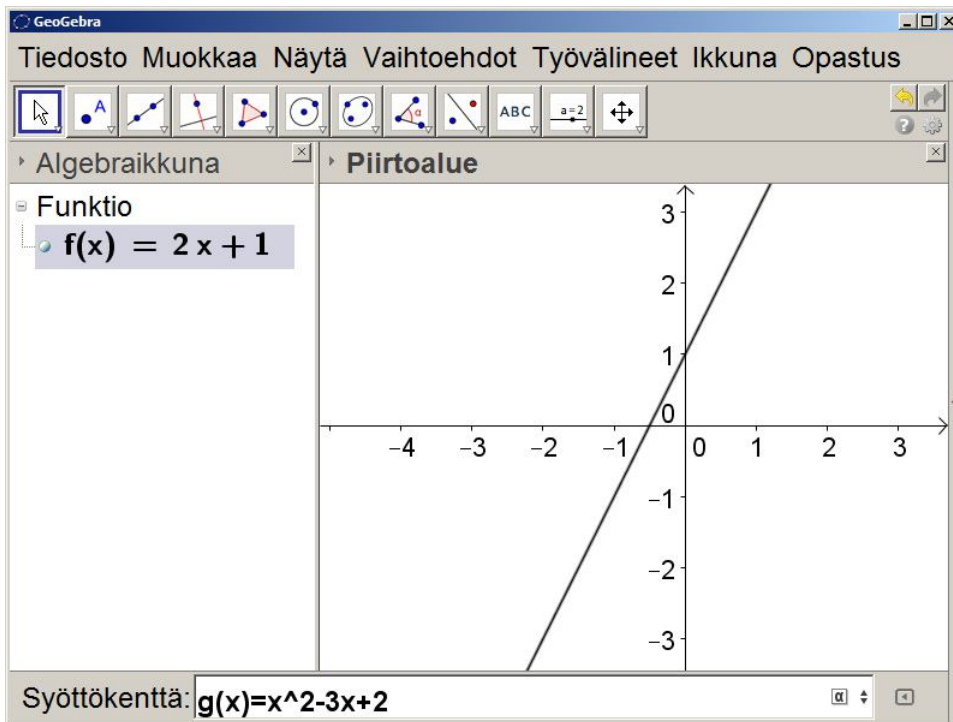 GeoGebra
Tiedosto Muokkaa Näytä Vaihtoehdot Työvälineet Ikkuna Opastus
A α ABC a=2
Algebraikkuna
Piirtoalue
Funktio
f(x) = 2 x + 1
3
2
1
0
−4 −3 −2 −1 0 1 2 3
−1
−2
−3
Syöttökenttä: g(x)=x^2-3x+2 α